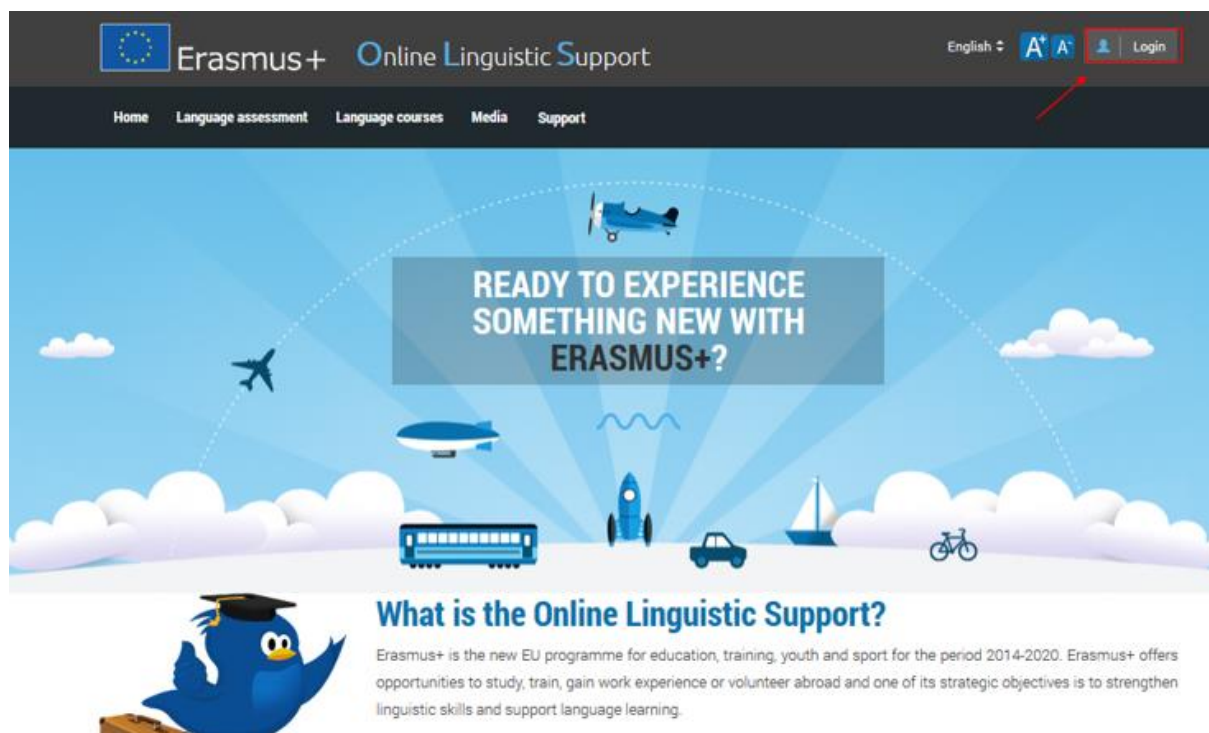 Erasmus+ Online Linguistic Support
English A+ A- Login
Home Language assessment Language courses Media Support
READY TO EXPERIENCE
SOMETHING NEW WITH
ERASMUS+?
What is the Online Linguistic Support?
Erasmus+ is the new EU programme for education, training, youth and sport for the period 2014-2020. Erasmus+ offers
opportunities to study, train, gain work experience or volunteer abroad and one of its strategic objectives is to strengthen
linguistic skills and support language learning.